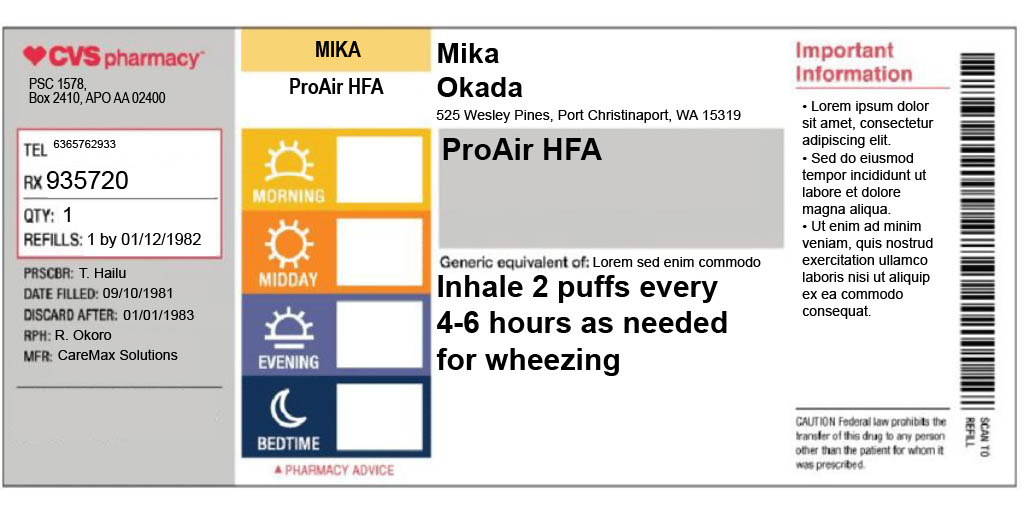 CVS pharmacy
PSC 1578,
Box 2410, APO AA 02400
TEL 6365762933
RX 935720
QTY: 1
REFILLS: 1 by 01/12/1982
PRSCBR: T. Hailu
DATE FILLED: 09/10/1981
DISCARD AFTER: 01/01/1983
RPH: R. Okoro
MFR: CareMax Solutions
MIKA
ProAir HFA
MORNING
MIDDAY
EVENING
BEDTIME
▲ PHARMACY ADVICE
Mika
Okada
525 Wesley Pines, Port Christinaport, WA 15319
ProAir HFA
Generic equivalent of: Lorem sed enim commodo
Inhale 2 puffs every
4-6 hours as needed
for wheezing
Important
Information
• Lorem ipsum dolor
sit amet, consectetur
adipiscing elit.
• Sed do eiusmod
tempor incididunt ut
labore et dolore
magna aliqua.
• Ut enim ad minim
veniam, quis nostrud
exercitation ullamco
laboris nisi ut aliquip
ex ea commodo
consequat.
CAUTION Federal law prohibits the
transfer of this drug to any person
other than the patient for whom it
was prescribed.
SCAN TO
REFILL